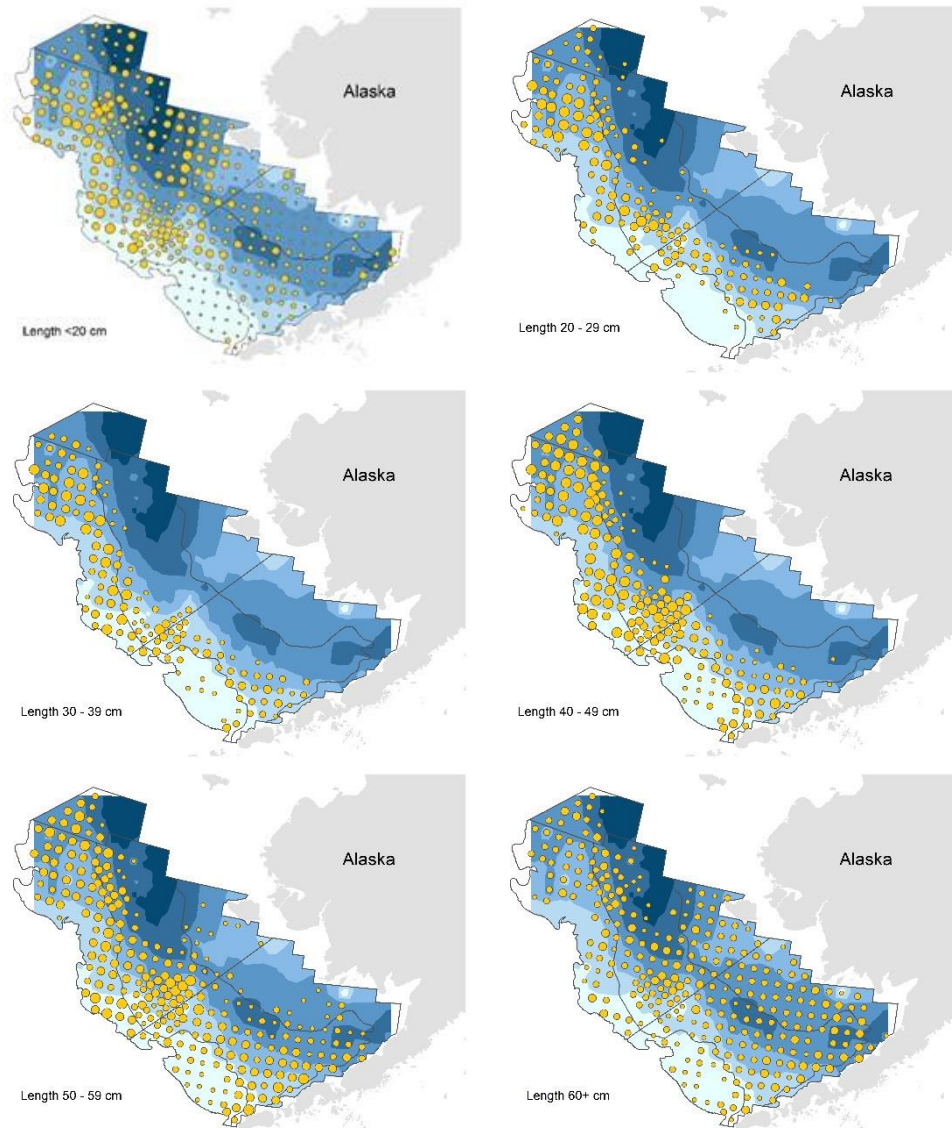 Alaska
Length <20 cm
Alaska
Length 20 - 29 cm
Alaska
Length 30 - 39 cm
Alaska
Length 40 - 49 cm
Alaska
Length 50 - 59 cm
Alaska
Length 60+ cm